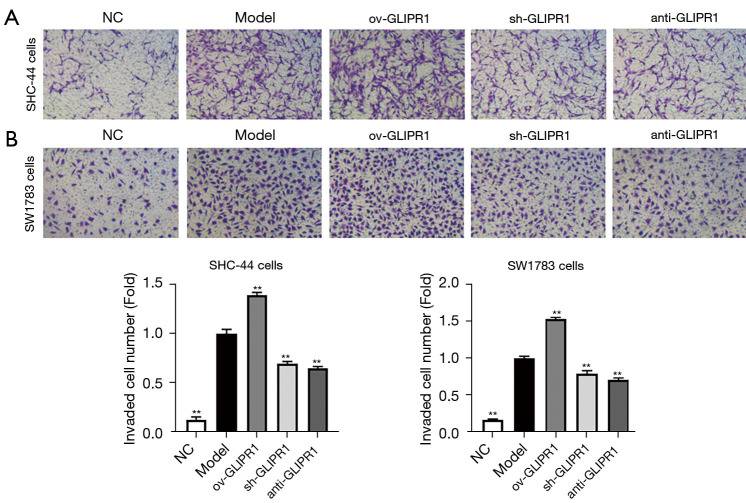 A
NC Model ov-GLIPR1 sh-GLIPR1 anti-GLIPR1
SHC-44 cells
B
NC Model ov-GLIPR1 sh-GLIPR1 anti-GLIPR1
SW1783 cells
SHC-44 cells
Invaded cell number (Fold)
1.5
1.0
0.5
0.0
** ** ** **
NC Model ov-GLIPR1 sh-GLIPR1 anti-GLIPR1
SW1783 cells
Invaded cell number (Fold)
2.0
1.5
1.0
0.5
0.0
** ** ** **
NC Model ov-GLIPR1 sh-GLIPR1 anti-GLIPR1